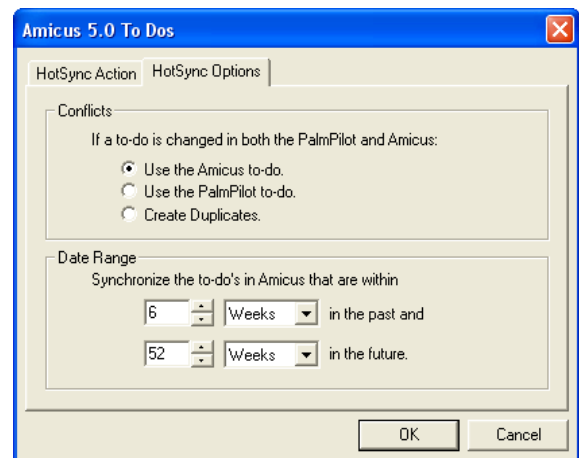 Amicus 5.0 To Dos
HotSync Action HotSync Options
Conflicts
If a to-do is changed in both the PalmPilot and Amicus:
Use the Amicus to-do.
Use the PalmPilot to-do.
Create Duplicates.
Date Range
Synchronize the to-do's in Amicus that are within
6 Weeks in the past and
52 Weeks in the future.
OK Cancel